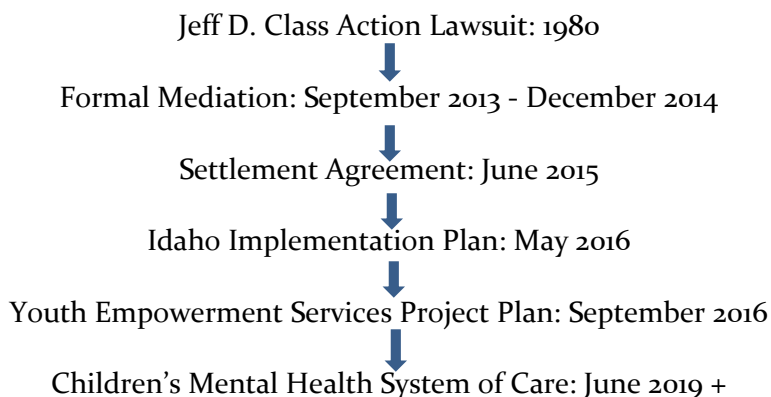 Jeff D. Class Action Lawsuit: 1980
Formal Mediation: September 2013 - December 2014
Settlement Agreement: June 2015
Idaho Implementation Plan: May 2016
Youth Empowerment Services Project Plan: September 2016
Children’s Mental Health System of Care: June 2019 +